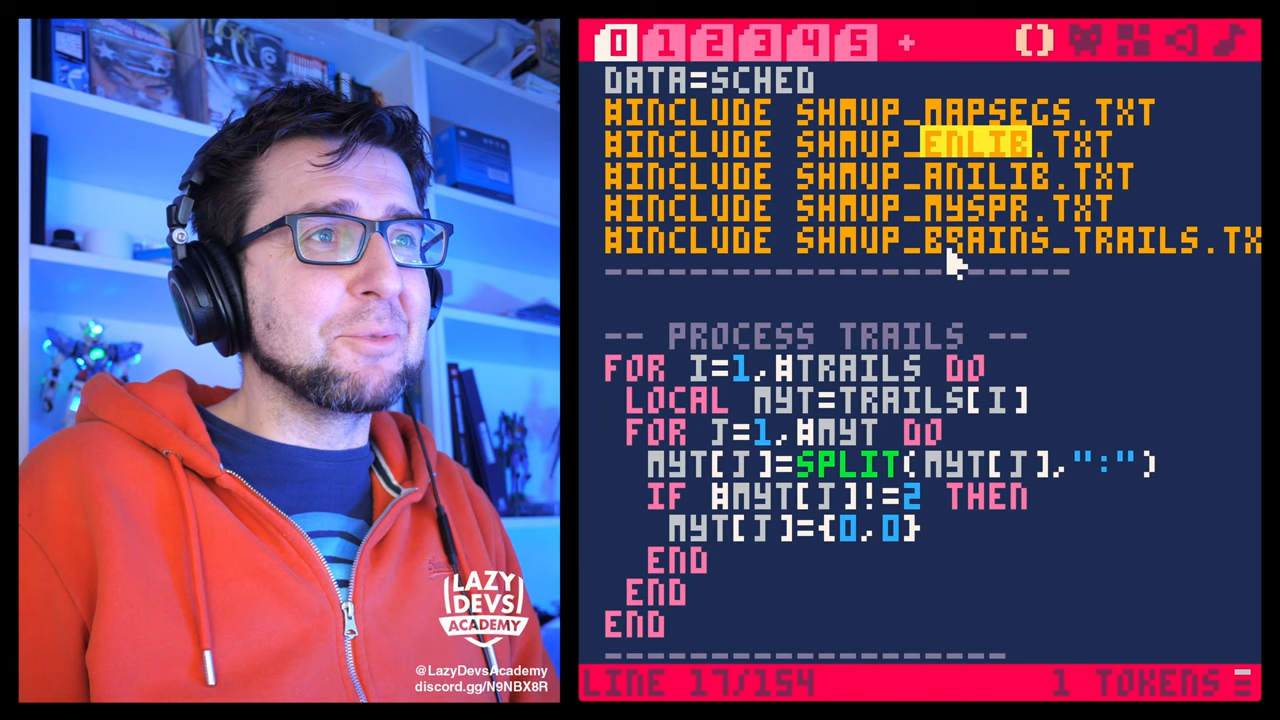 LAZY
DEVS
ACADEMY
@LazyDevsAcademy
discord.gg/N9NBX8R
0 1 2 3 4 5 +
DATA=SCHED
#INCLUDE SHMUP_MAPSEGS.TXT
#INCLUDE SHMUP_ENLIB.TXT
#INCLUDE SHMUP_ANILIB.TXT
#INCLUDE SHMUP_MYSPR.TXT
#INCLUDE SHMUP_BRAINS_TRAILS.TX
----------------------
-- PROCESS TRAILS --
FOR I=1,#TRAILS DO
LOCAL MYT=TRAILS[I]
FOR J=1,#MYT DO
MYT[J]=SPLIT(MYT[J],":")
IF #MYT[J]!=2 THEN
MYT[J]={0,0}
END
END
END
-------------------
LINE 17/154 1 TOKENS